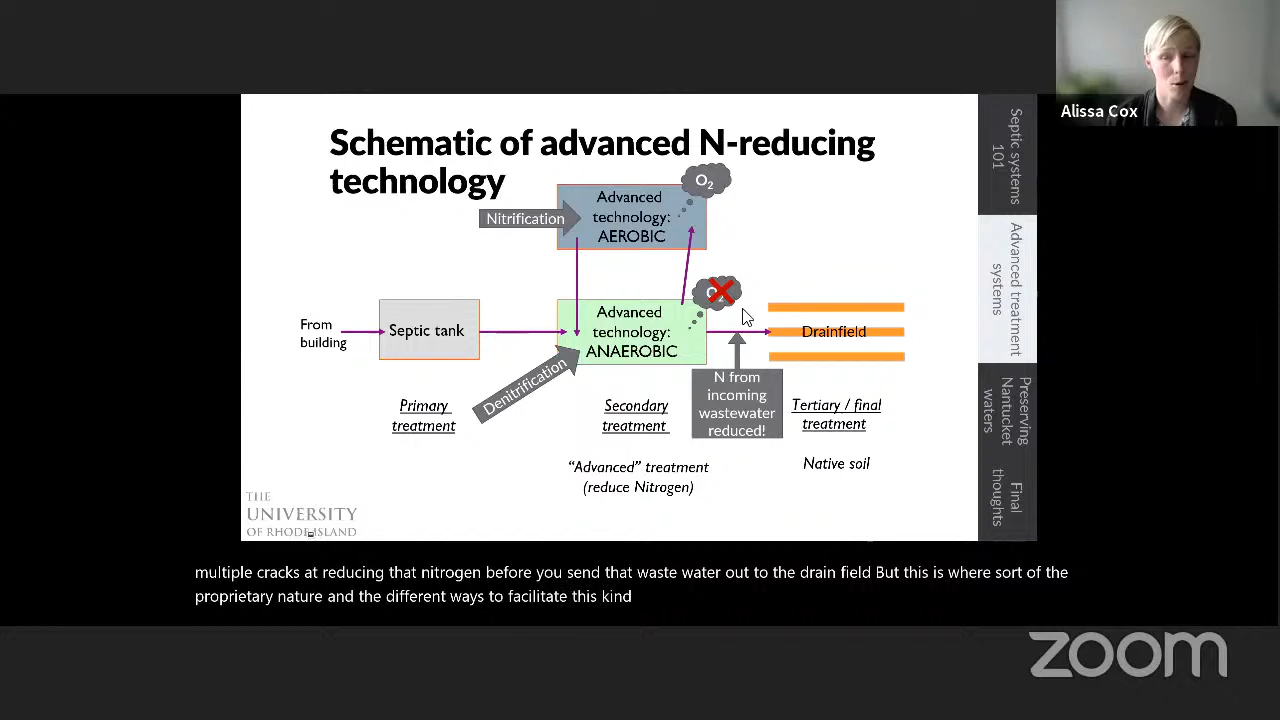 Alissa Cox
Schematic of advanced N-reducing
technology
O2
Advanced
technology:
AEROBIC
Nitrification
From
building
Septic tank
Advanced
technology:
ANAEROBIC
Drainfield
Denitrification
N from
incoming
wastewater
reduced!
Primary
treatment
Secondary
treatment
Tertiary / final
treatment
"Advanced" treatment
(reduce Nitrogen)
Native soil
THE
UNIVERSITY
OF RHODE ISLAND
Septic systems
101
Advanced treatment
systems
Preserving
Nantucket
waters
Final
thoughts
multiple cracks at reducing that nitrogen before you send that waste water out to the drain field But this is where sort of the
proprietary nature and the different ways to facilitate this kind
zoom